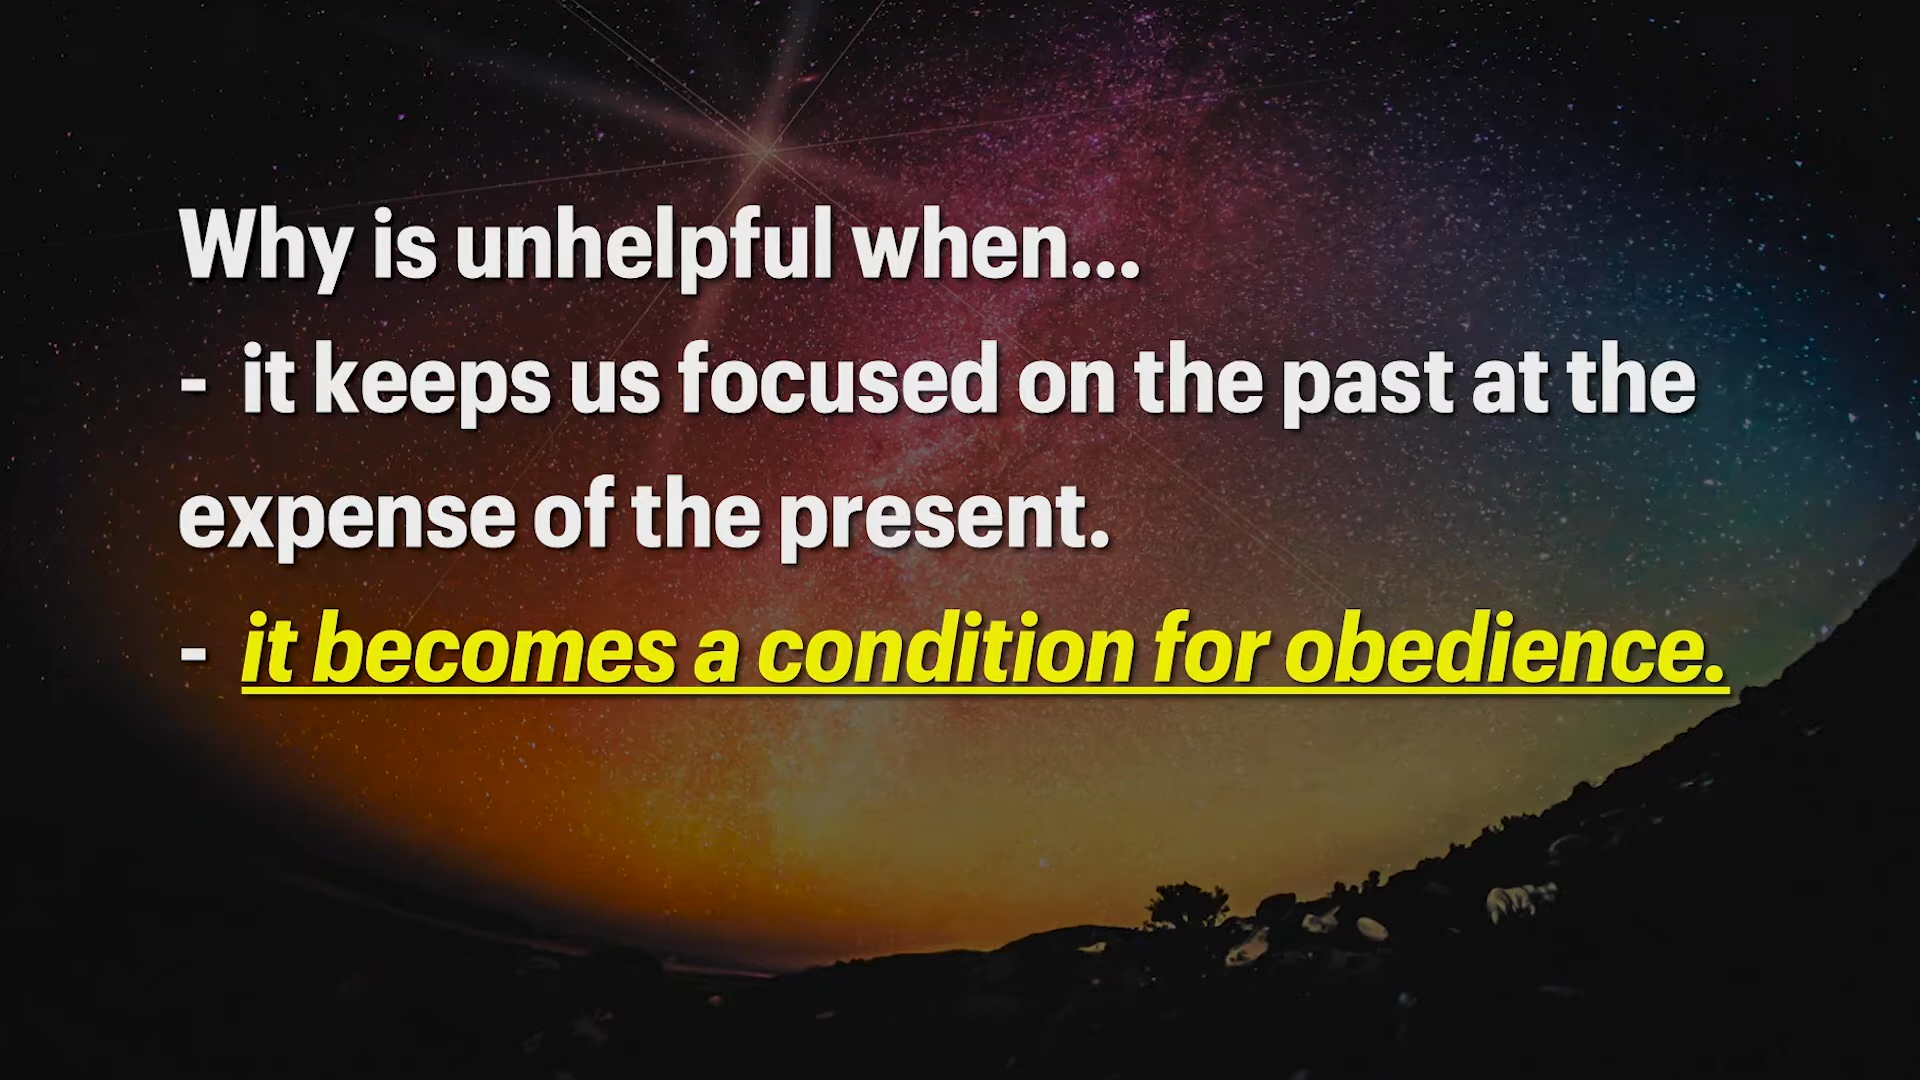 Why is unhelpful when...
- it keeps us focused on the past at the
expense of the present.
- it becomes a condition for obedience.